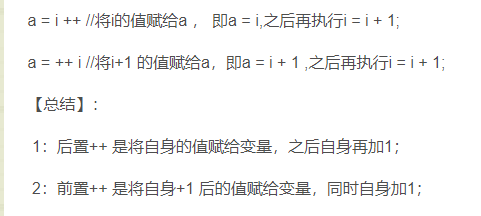 a = i ++ //将i的值赋给a ， 即a = i,之后再执行i = i + 1;
a = ++ i //将i+1 的值赋给a，即a = i + 1 ,之后再执行i = i + 1;
【总结】：
1：后置++ 是将自身的值赋给变量，之后自身再加1；
2：前置++ 是将自身+1 后的值赋给变量，同时自身加1；